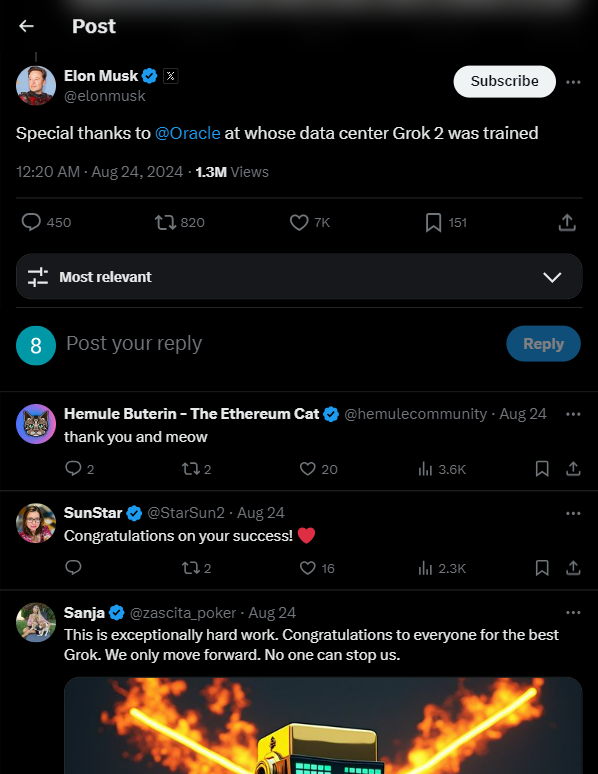 Post
Elon Musk
@elonmusk
Subscribe
Special thanks to @Oracle at whose data center Grok 2 was trained
12:20 AM · Aug 24, 2024 · 1.3M Views
450 820 7K 151
Most relevant
8 Post your reply Reply
Hemule Buterin - The Ethereum Cat @hemulecommunity · Aug 24
thank you and meow
2 2 20 3.6K
SunStar @StarSun2 · Aug 24
Congratulations on your success! ❤️
2 16 2.3K
Sanja @zascita_poker · Aug 24
This is exceptionally hard work. Congratulations to everyone for the best
Grok. We only move forward. No one can stop us.